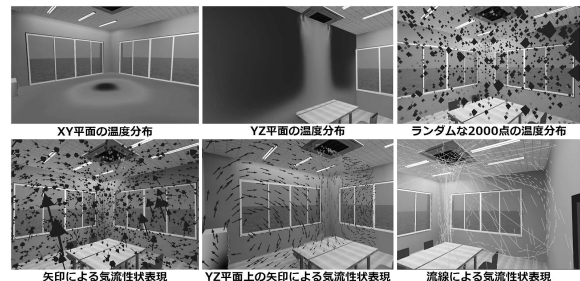 XY平面の温度分布
YZ平面の温度分布
ランダムな2000点の温度分布
矢印による気流性状表現
YZ平面上の矢印による気流性状表現
流線による気流性状表現